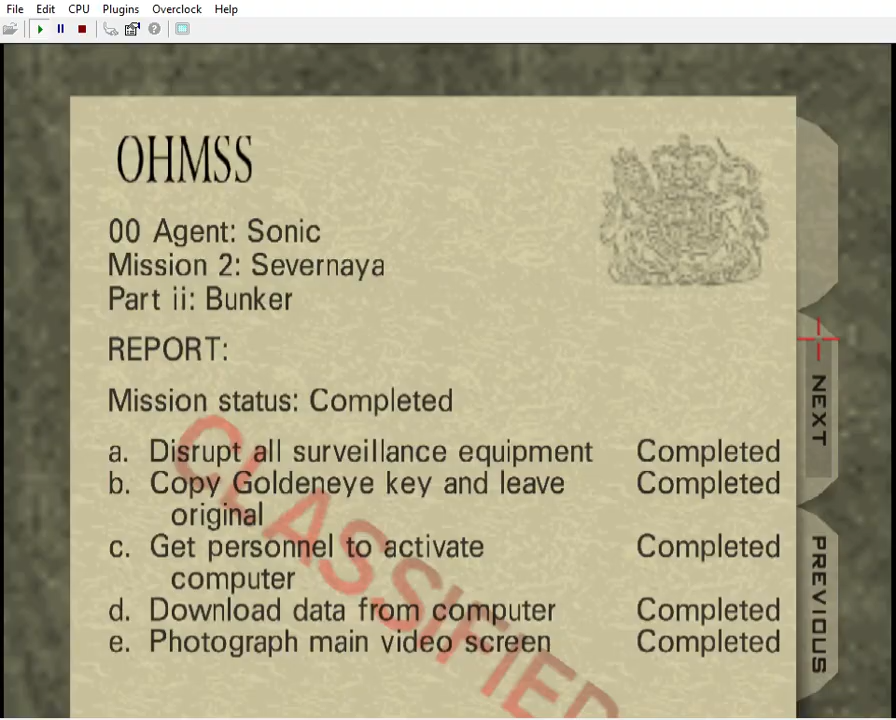 File Edit CPU Plugins Overclock Help
OHMSS
00 Agent: Sonic
Mission 2: Severnaya
Part ii: Bunker
REPORT:
Mission status: Completed
a. Disrupt all surveillance equipment Completed
b. Copy Goldeneye key and leave Completed
original
c. Get personnel to activate Completed
computer
d. Download data from computer Completed
e. Photograph main video screen Completed
CLASSIFIED
NEXT
PREVIOUS